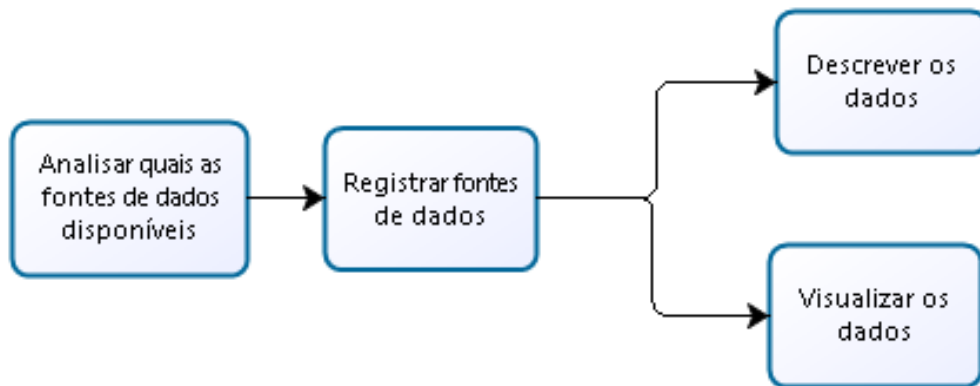 Analisar quais as
fontes de dados
disponíveis
Registrar fontes
de dados
Descrever os
dados
Visualizar os
dados